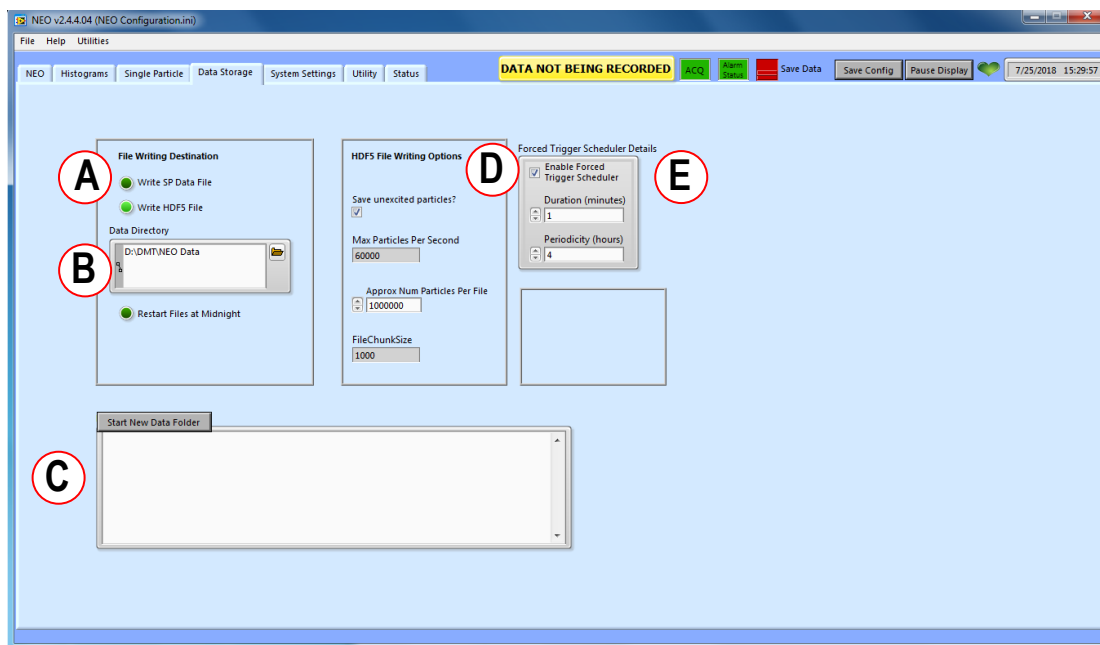 NEO v2.4.4.04 (NEO Configuration.ini)
File Help Utilities
NEO Histograms Single Particle Data Storage System Settings Utility Status
DATA NOT BEING RECORDED
ACQ
Alarm
Status
Save Data
Save Config
Pause Display
7/25/2018 15:29:57
A
File Writing Destination
Write SP Data File
Write HDF5 File
B
Data Directory
D:\DMT\NEO Data
Restart Files at Midnight
HDF5 File Writing Options
Save unexcited particles?
Max Particles Per Second
60000
Approx Num Particles Per File
1000000
FileChunkSize
1000
D
Forced Trigger Scheduler Details
Enable Forced
Trigger Scheduler
Duration (minutes)
1
Periodicity (hours)
4
E
C
Start New Data Folder